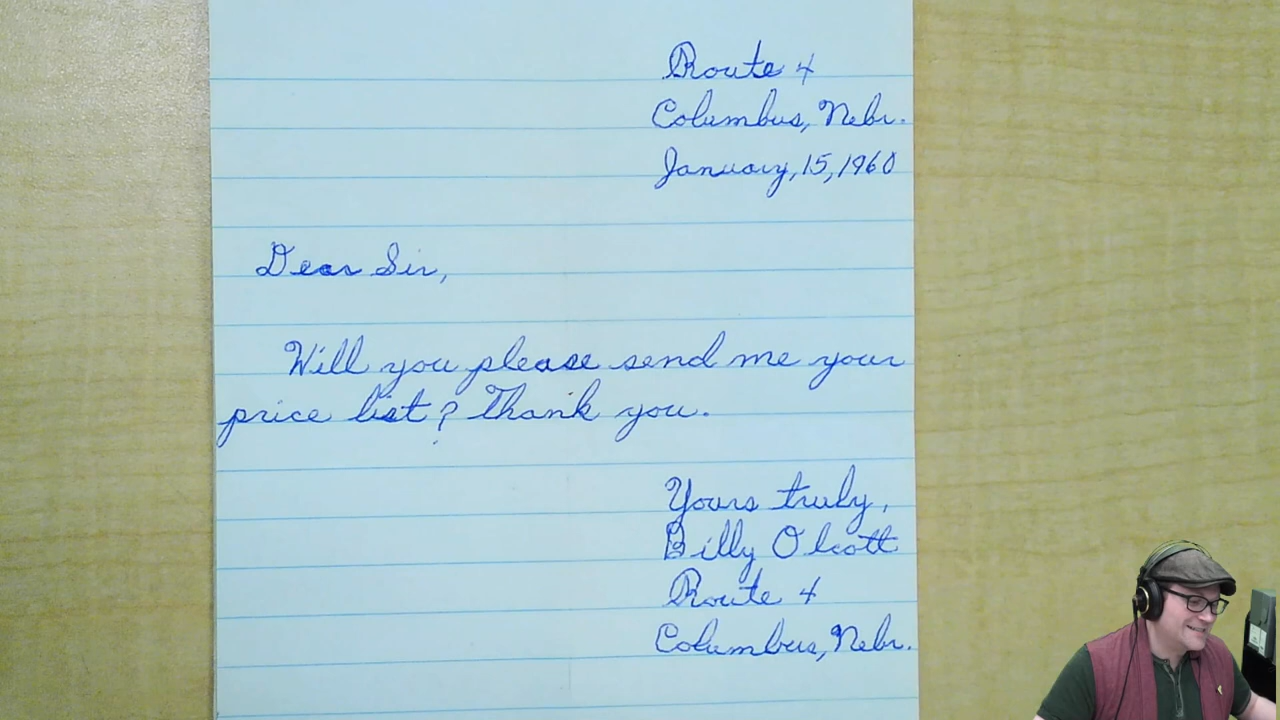 Route 4
Columbus, Nebr.
January, 15, 1960
Dear Sir,
Will you please send me your
price list? Thank you.
Yours truly,
Billy Olcott
Route 4
Columbus, Nebr.